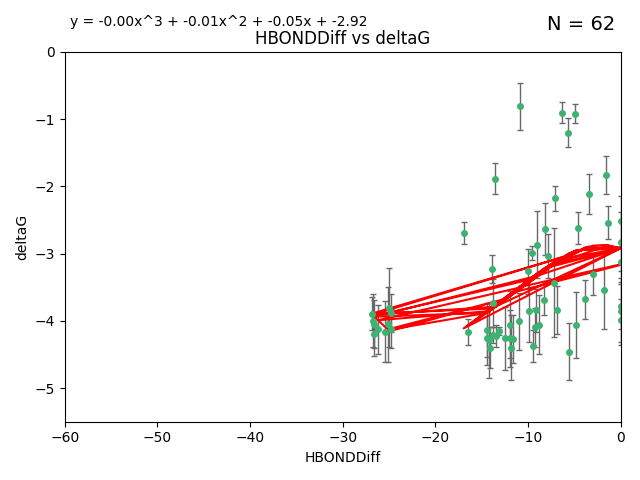 y = -0.00x^3 + -0.01x^2 + -0.05x + -2.92
N = 62
HBONDDiff vs deltaG
0
−1
−2
−3
−4
−5
deltaG
−60 −50 −40 −30 −20 −10 0
HBONDDiff